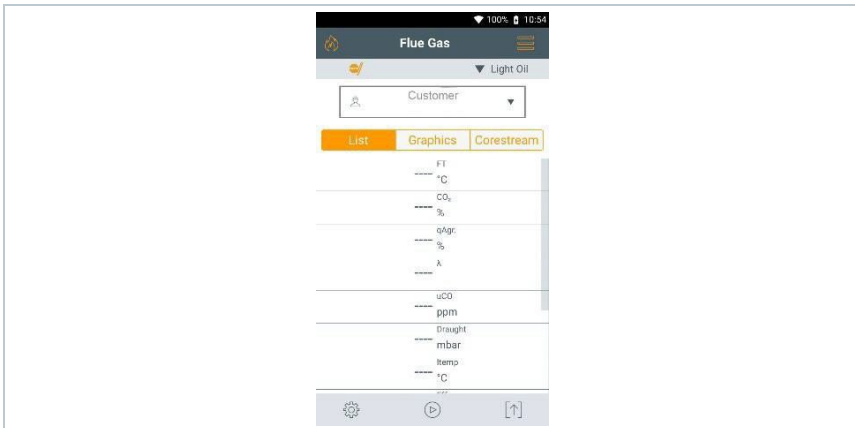 100% 10:54
Flue Gas
Light Oil
Customer
List Graphics Corestream
FT
---- °C
CO₂
---- %
qAgr.
---- %
λ
----
uCO
---- ppm
Draught
---- mbar
Itemp
---- °C